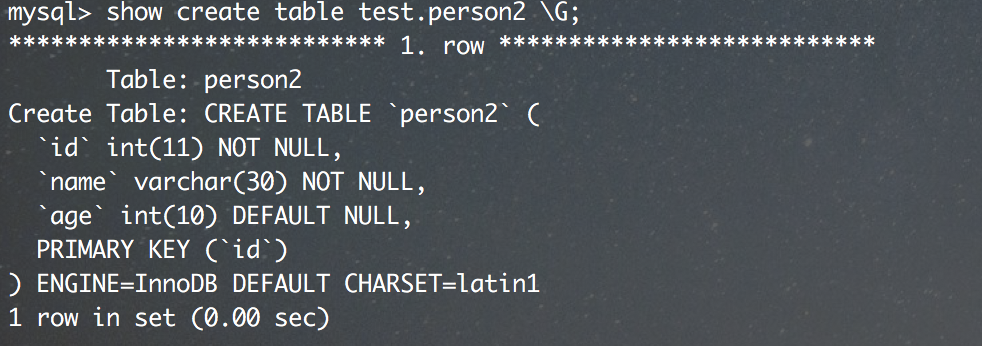 mysql> show create table test.person2 \G;
*************************** 1. row ***************************
       Table: person2
Create Table: CREATE TABLE `person2` (
  `id` int(11) NOT NULL,
  `name` varchar(30) NOT NULL,
  `age` int(10) DEFAULT NULL,
  PRIMARY KEY (`id`)
) ENGINE=InnoDB DEFAULT CHARSET=latin1
1 row in set (0.00 sec)